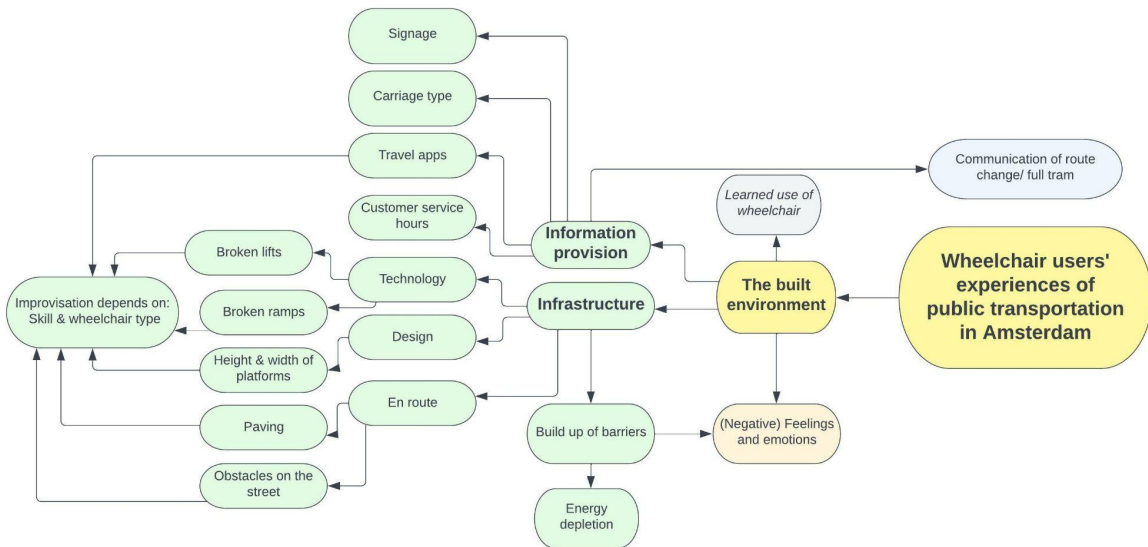 Signage
Carriage type
Travel apps
Communication of route
change/ full tram
Learned use of
wheelchair
Customer service
hours
Information
provision
Broken lifts
Technology
Infrastructure
The built
environment
Wheelchair users'
experiences of
public transportation
in Amsterdam
Improvisation depends on:
Skill & wheelchair type
Broken ramps
Design
Height & width of
platforms
En route
Paving
Build up of barriers
(Negative) Feelings
and emotions
Obstacles on the
street
Energy
depletion